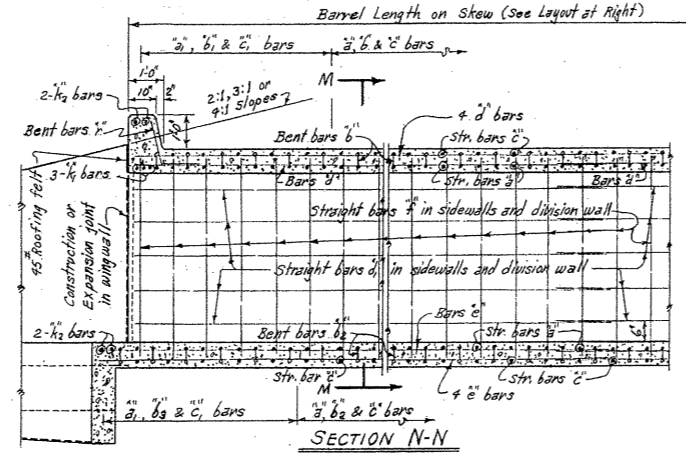 Barrel Length on Skew (See Layout at Right)
"a1", "b1" & "c1" bars
"a", "b" & "c" bars
1'-0"
10"
2"
M
2-"k2" bars
2:1, 3:1 or
4:1 slopes
Bent bars "r"
1'-0"
Bent bars "b"
4 "d" bars
Str. bars "c"
3-"k1" bars
Bars "d"
Str. bars "a"
Bars "d"
45# Roofing felt
Construction or
Expansion joint
in wingwall
Straight bars "f" in sidewalls and division wall
Straight bars "d1" in sidewalls and division wall
Bars "e"
6"
2-"k2" bars
Bent bars "b2"
Str. bars "a"
Str. bar "c"
M
4 "e" bars
Str. bars "c"
"a1", "b3" & "c1" bars
"a", "b2" & "c" bars
SECTION N-N